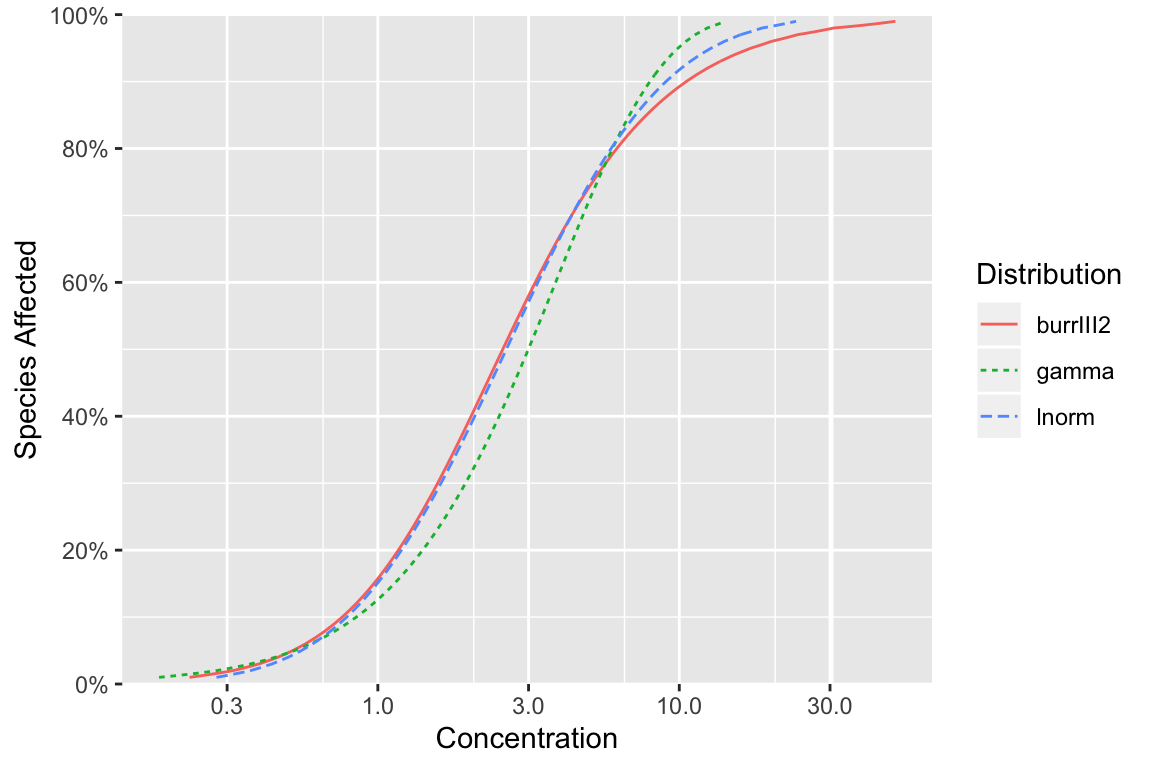 100%
80%
60%
40%
20%
0%
Species Affected
0.3 1.0 3.0 10.0 30.0
Concentration
Distribution
burrIII2
gamma
lnorm